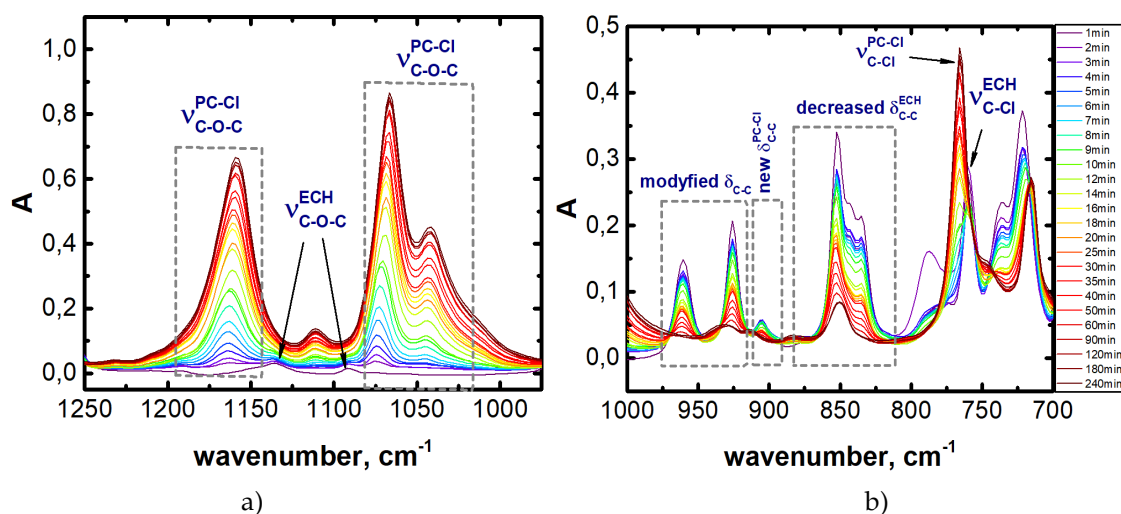 1,0
0,8
0,6
0,4
0,2
0,0
A
ν PC-Cl C-O-C
ν PC-Cl C-O-C
ν ECH C-O-C
1250 1200 1150 1100 1050 1000
wavenumber, cm-1
a)
0,5
0,4
0,3
0,2
0,1
0,0
A
modyfied δC-C
new δ PC-Cl C-C
decreased δ ECH C-C
ν PC-Cl C-Cl
ν ECH C-Cl
1000 950 900 850 800 750 700
wavenumber, cm-1
b)
1min
2min
3min
4min
5min
6min
7min
8min
9min
10min
12min
14min
16min
18min
20min
25min
30min
35min
40min
50min
60min
90min
120min
180min
240min